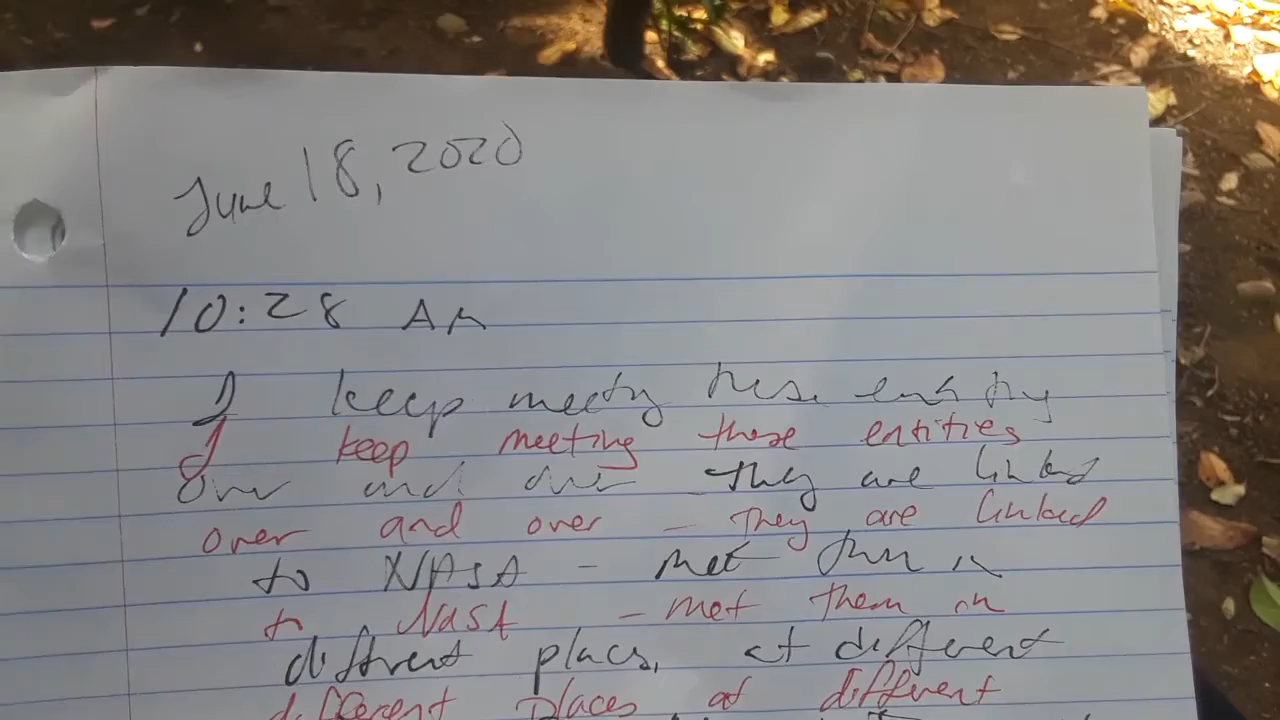 June 18, 2020
10:28 AM
I keep meeting these entity
I keep meeting these entities
over and over they are linked
over and over - They are linked
to NASA - met them in
to NASA - met them in
different places, at different
different places at different